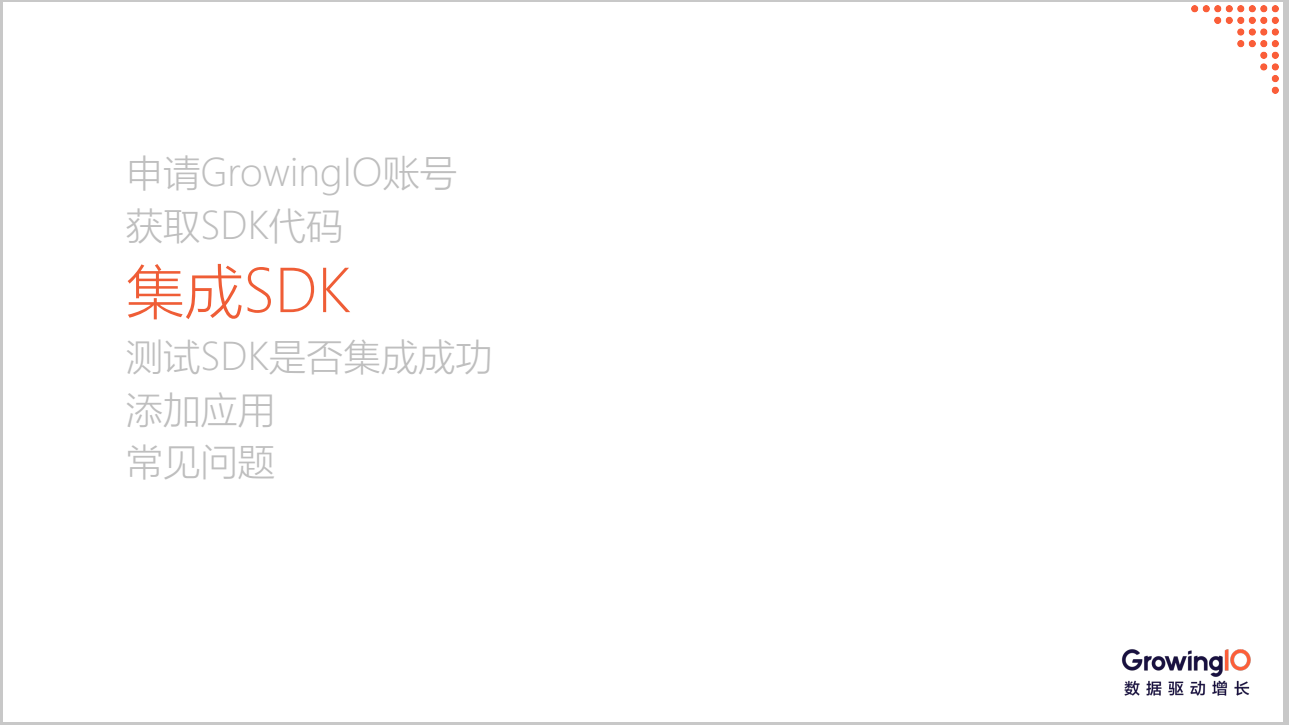 申请GrowingIO账号
获取SDK代码
集成SDK
测试SDK是否集成成功
添加应用
常见问题
GrowingIO
数据驱动增长